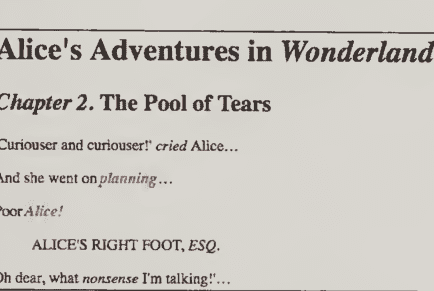 Alice's Adventures in Wonderland
Chapter 2. The Pool of Tears
'Curiouser and curiouser!' cried Alice...
And she went on planning...
Poor Alice!
ALICE'S RIGHT FOOT, ESQ.
Oh dear, what nonsense I'm talking!'...